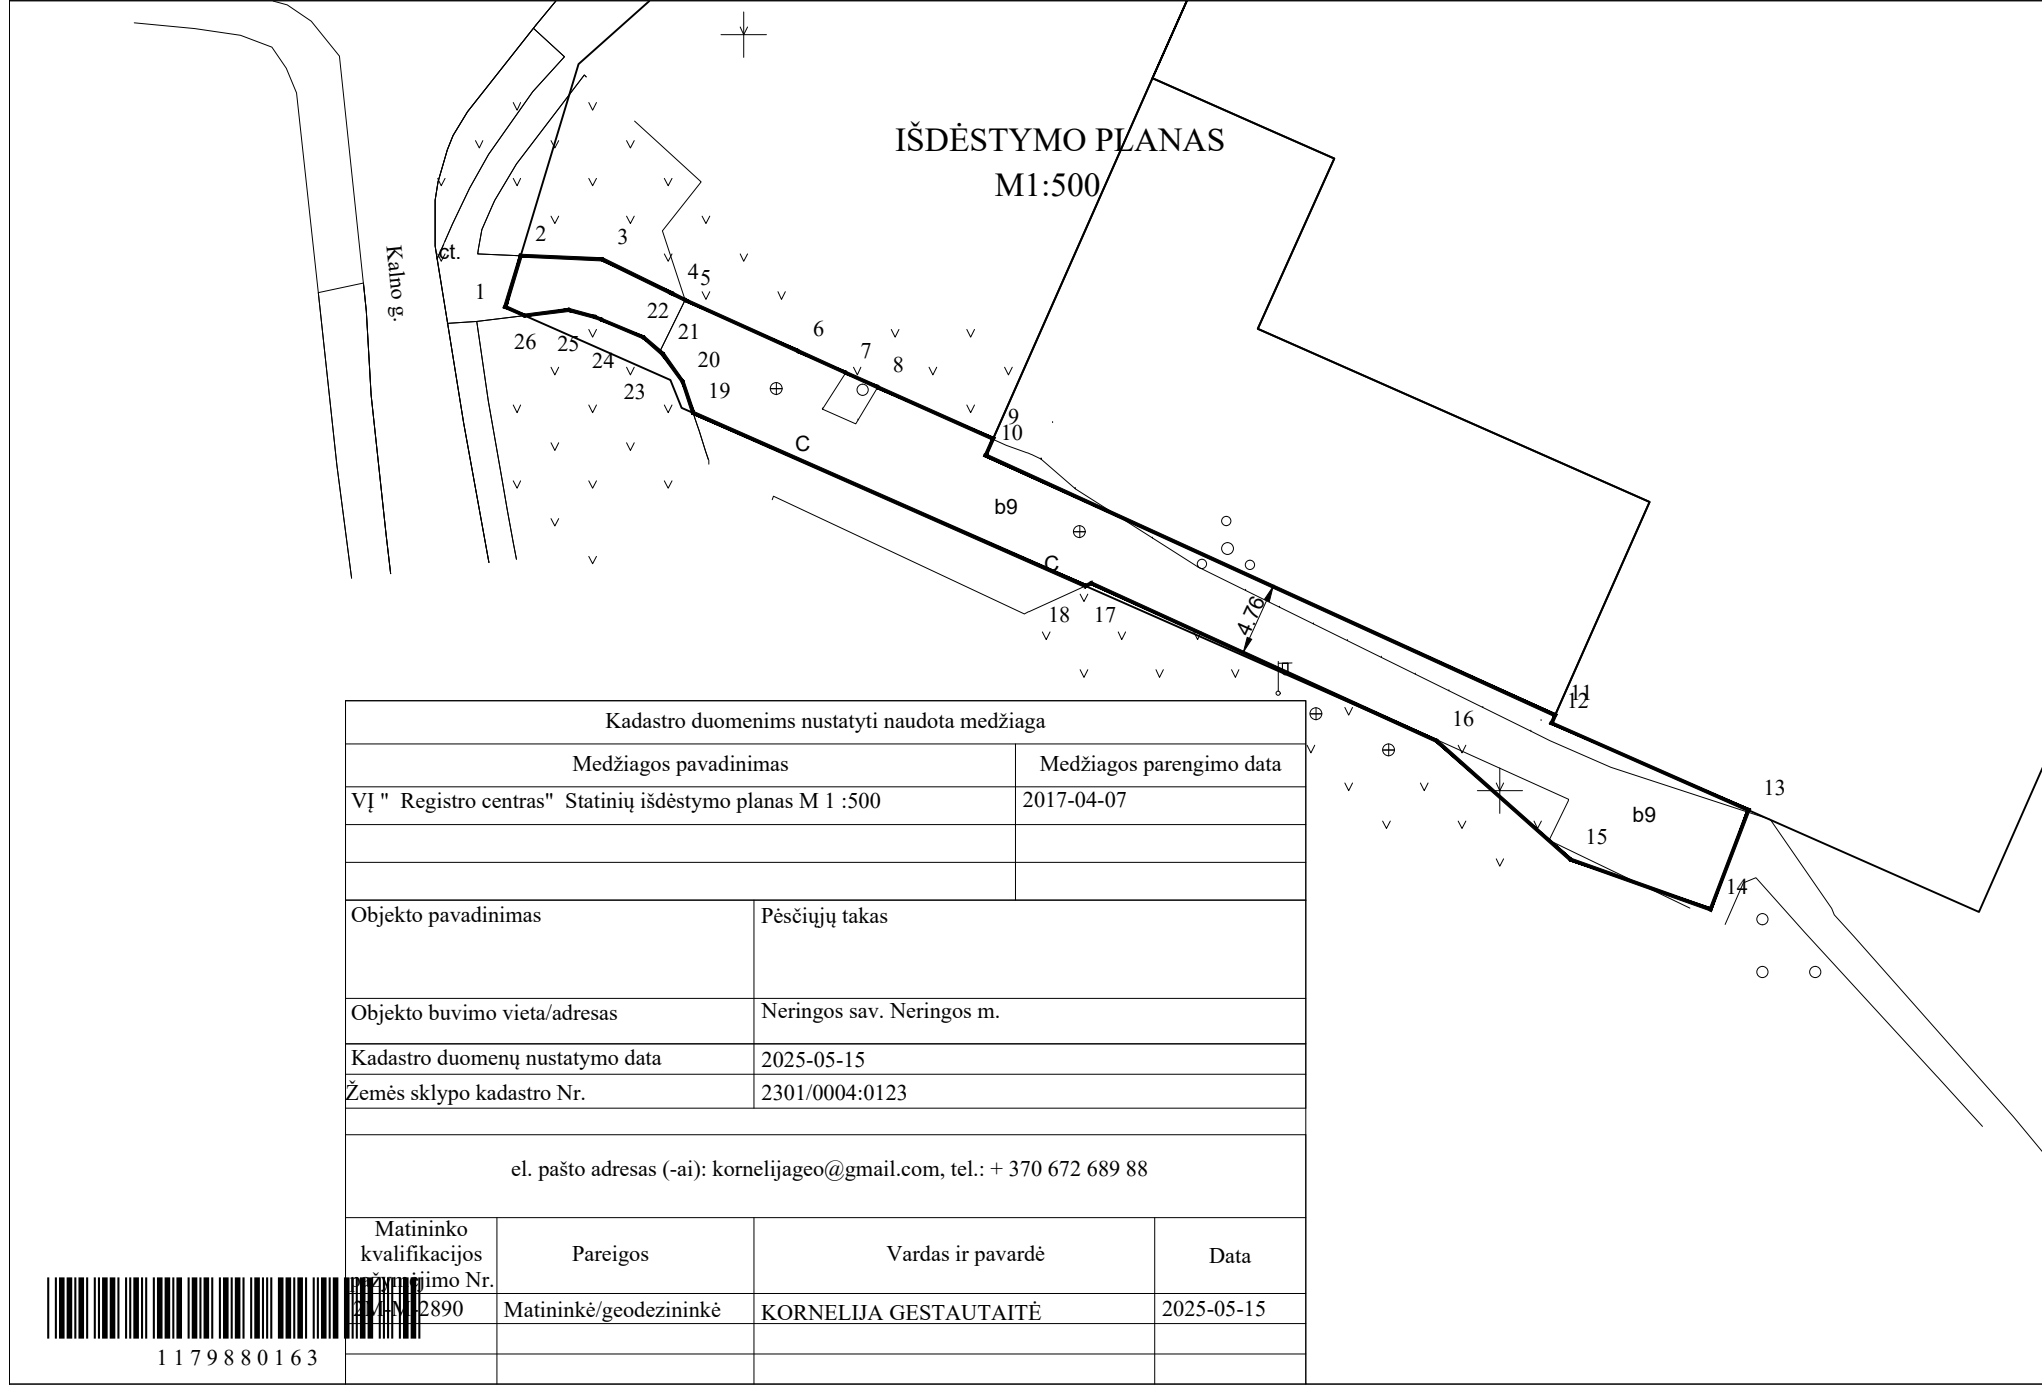 IŠDĖSTYMO PLANAS
M1:500
Kalno g.
ct.
1
2
3
4
5
6
7
8
9
10
11
12
13
14
15
16
17
18
19
20
21
22
23
24
25
26
C
C
b9
b9
4.76
Kadastro duomenims nustatyti naudota medžiaga
Medžiagos pavadinimas
Medžiagos parengimo data
VĮ " Registro centras" Statinių išdėstymo planas M 1 :500
2017-04-07
Objekto pavadinimas
Pėsčiųjų takas
Objekto buvimo vieta/adresas
Neringos sav. Neringos m.
Kadastro duomenų nustatymo data
2025-05-15
Žemės sklypo kadastro Nr.
2301/0004:0123
el. pašto adresas (-ai): kornelijageo@gmail.com, tel.: + 370 672 689 88
Matininko
kvalifikacijos
pažymėjimo Nr.
Pareigos
Vardas ir pavardė
Data
2M-M-2890
Matininkė/geodezininkė
KORNELIJA GESTAUTAITĖ
2025-05-15
1179880163